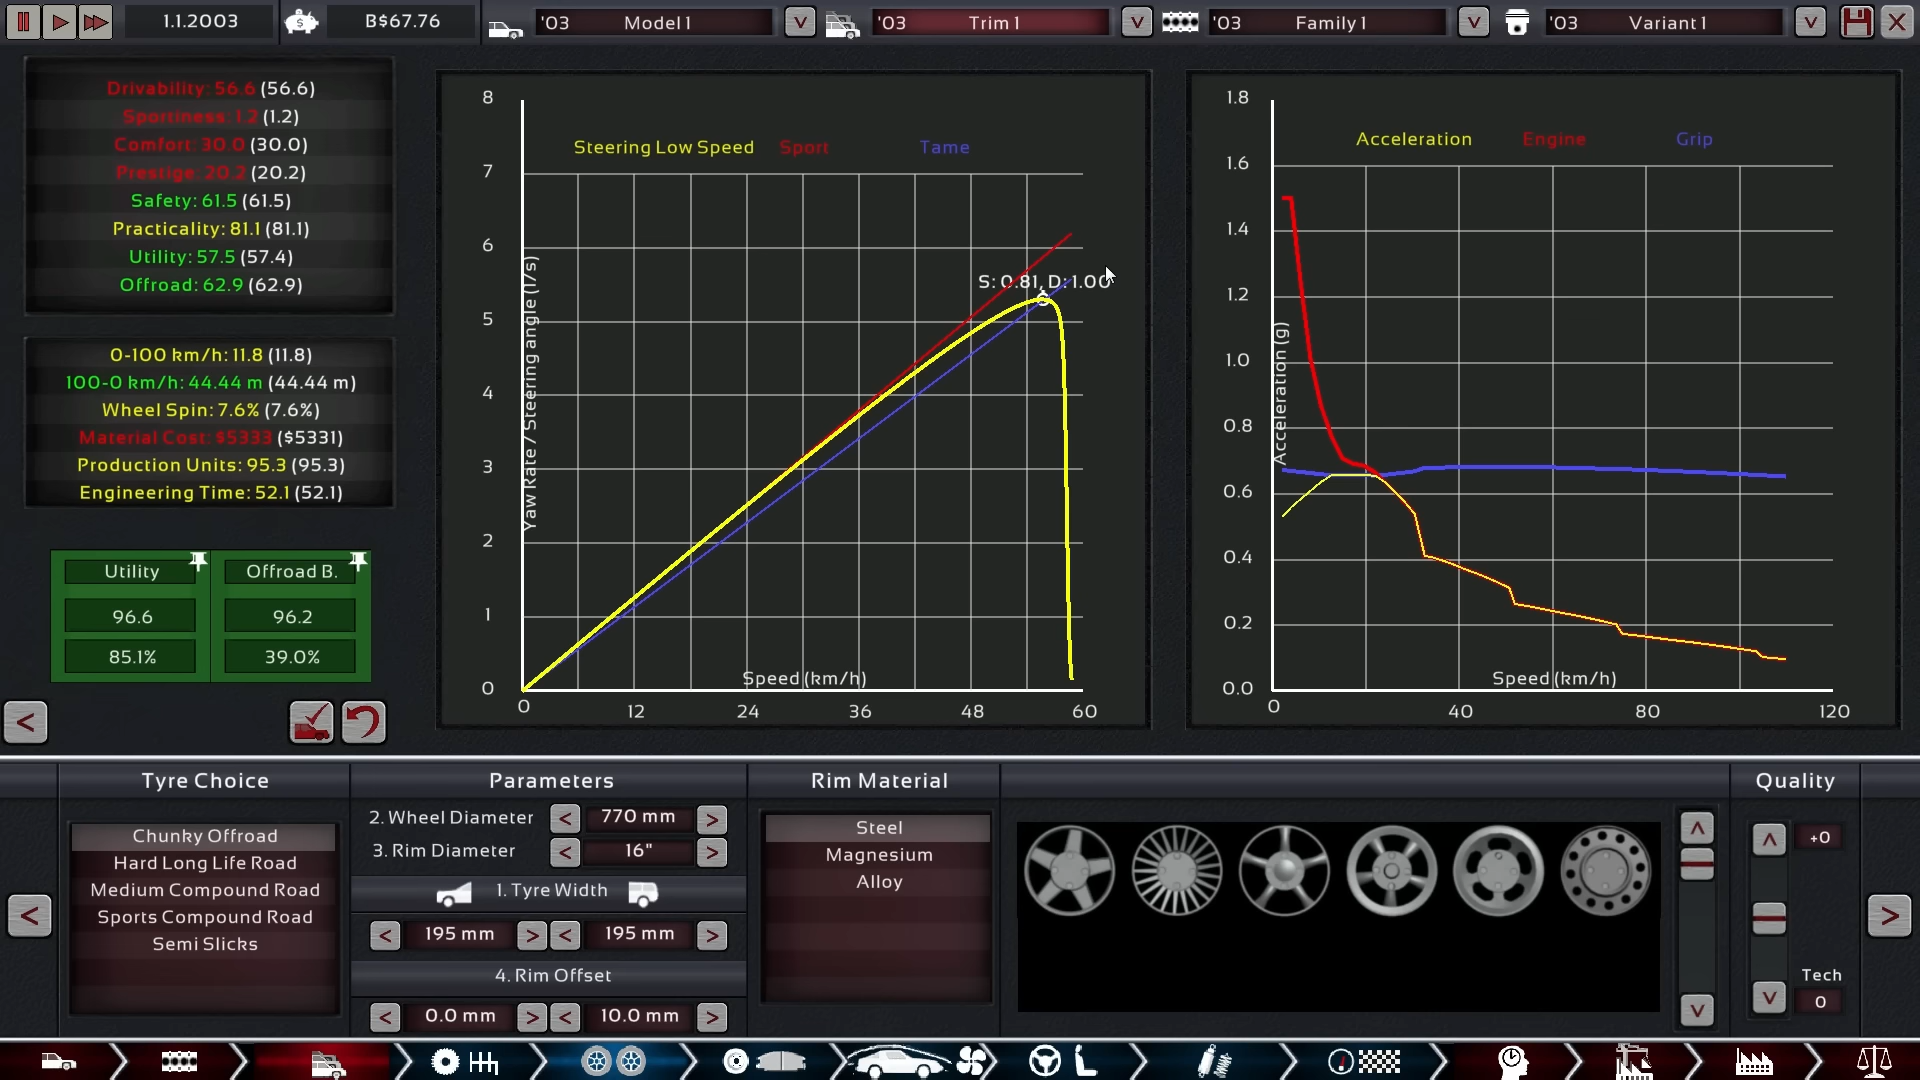 1.1.2003
B$67.76
'03 Model 1
'03 Trim 1
'03 Family 1
'03 Variant 1
Drivability: 56.6 (56.6)
Sportiness: 1.2 (1.2)
Comfort: 30.0 (30.0)
Prestige: 20.2 (20.2)
Safety: 61.5 (61.5)
Practicality: 81.1 (81.1)
Utility: 57.5 (57.4)
Offroad: 62.9 (62.9)
0-100 km/h: 11.8 (11.8)
100-0 km/h: 44.44 m (44.44 m)
Wheel Spin: 7.6% (7.6%)
Material Cost: $5333 ($5331)
Production Units: 95.3 (95.3)
Engineering Time: 52.1 (52.1)
Utility Offroad B.
96.6 96.2
85.1% 39.0%
Steering Low Speed Sport Tame
8
7
6
5
4
3
2
1
0
Yaw Rate / Steering angle (1/s)
S: 0.81, D: 1.00
Speed (km/h)
0 12 24 36 48 60
Acceleration Engine Grip
1.8
1.6
1.4
1.2
1.0
0.8
0.6
0.4
0.2
0.0
Acceleration (g)
Speed (km/h)
0 40 80 120
Tyre Choice
Chunky Offroad
Hard Long Life Road
Medium Compound Road
Sports Compound Road
Semi Slicks
Parameters
2. Wheel Diameter 770 mm
3. Rim Diameter 16"
1. Tyre Width
195 mm 195 mm
4. Rim Offset
0.0 mm 10.0 mm
Rim Material
Steel
Magnesium
Alloy
Quality
+0
Tech
0